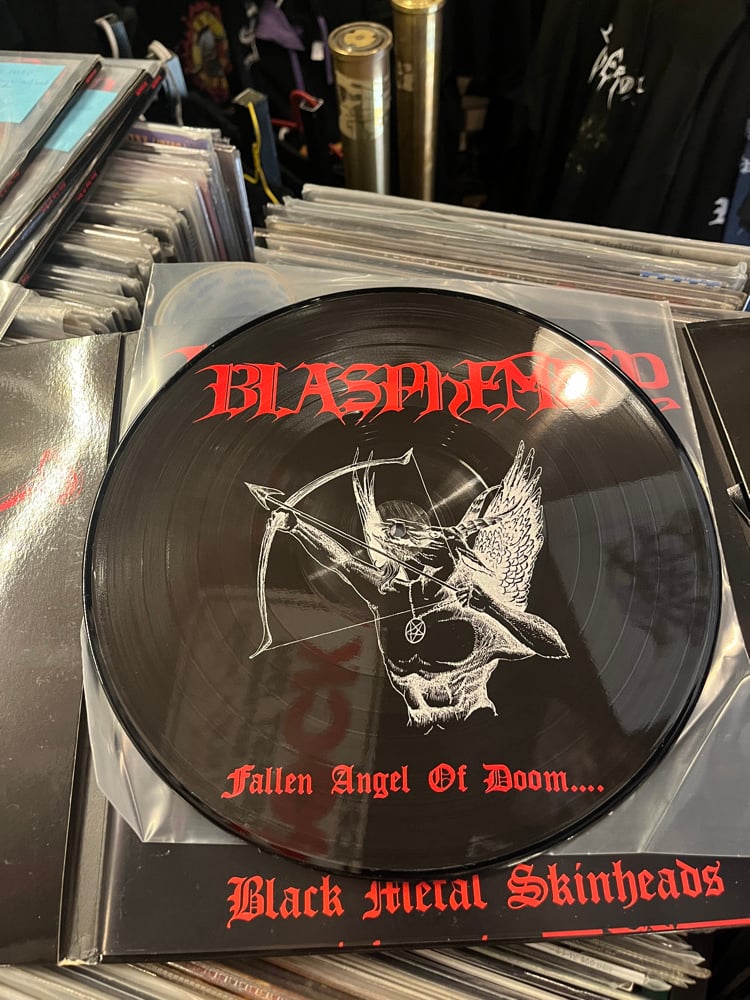 BLASPHEMY
Fallen Angel Of Doom....
Black Metal Skinheads